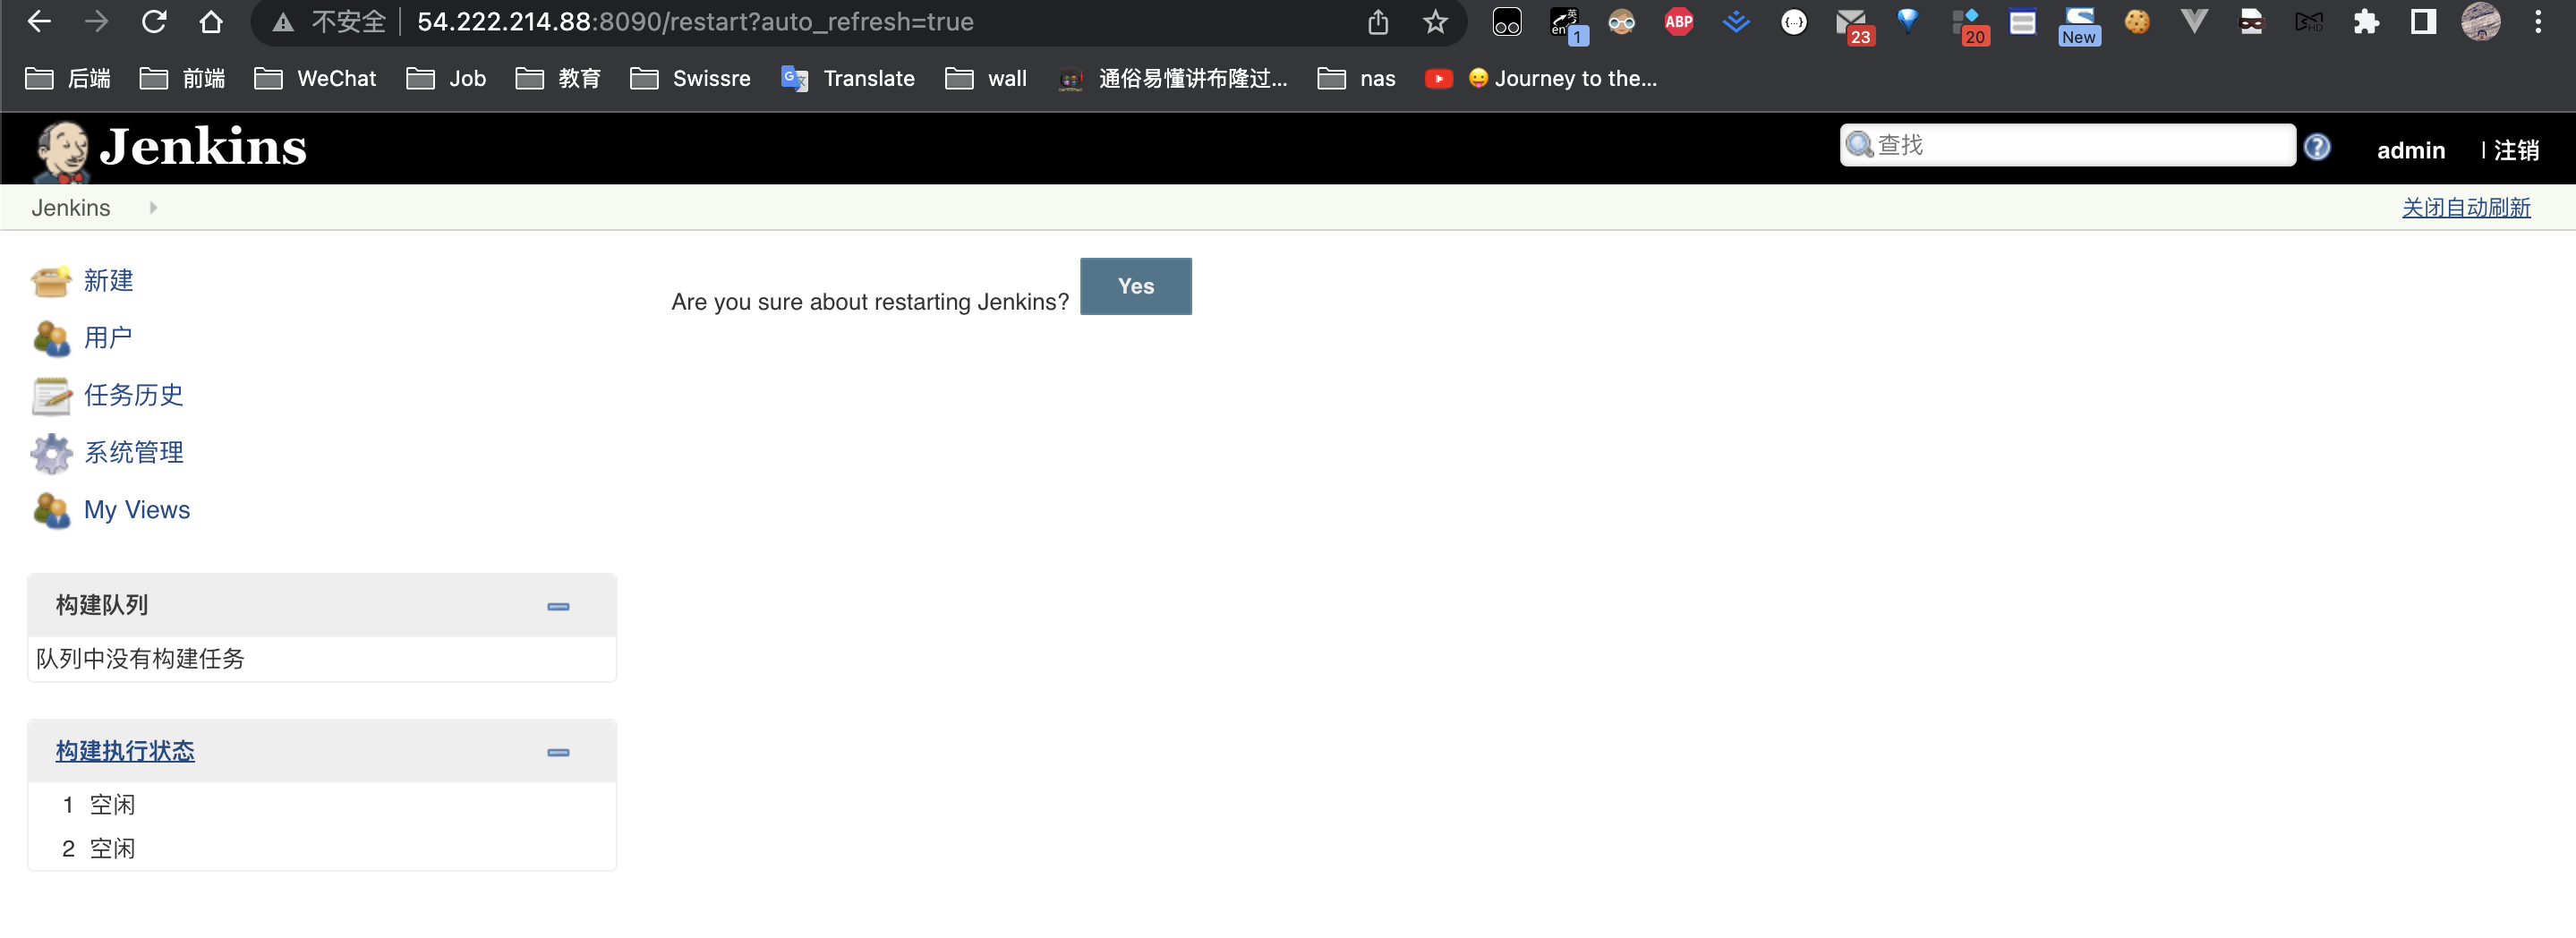 不安全 54.222.214.88:8090/restart?auto_refresh=true
英 en 1 ABP {...} 23 20 New HD
后端 前端 WeChat Job 教育 Swissre Translate wall 通俗易懂讲布隆过... nas 😛 Journey to the...
Jenkins 查找 admin | 注销
Jenkins 关闭自动刷新
新建
Are you sure about restarting Jenkins? Yes
用户
任务历史
系统管理
My Views
构建队列
队列中没有构建任务
构建执行状态
1 空闲
2 空闲